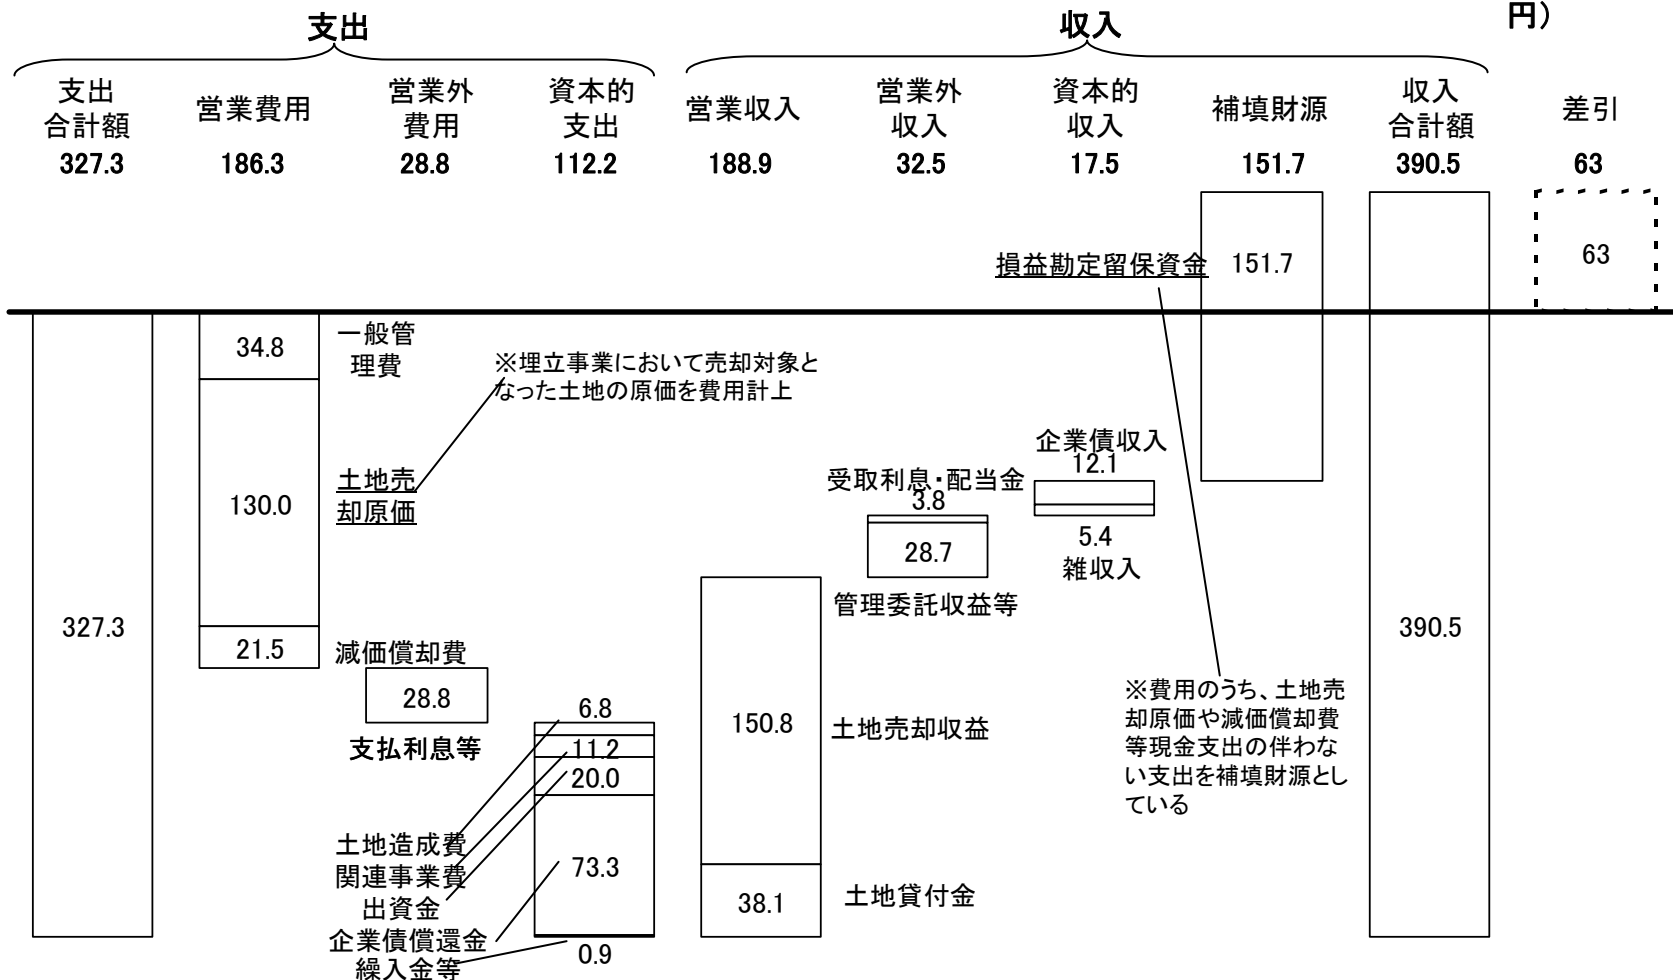 円）
支出
収入
支出
合計額
営業費用
営業外
費用
資本的
支出
営業収入
営業外
収入
資本的
収入
補填財源
収入
合計額
差引
327.3
186.3
28.8
112.2
188.9
32.5
17.5
151.7
390.5
63
損益勘定留保資金
151.7
63
34.8
一般管
理費
※埋立事業において売却対象と
なった土地の原価を費用計上
130.0
土地売
却原価
企業債収入
12.1
受取利息・配当金
3.8
28.7
5.4
雑収入
管理委託収益等
327.3
21.5
減価償却費
390.5
28.8
支払利息等
6.8
11.2
20.0
73.3
0.9
土地造成費
関連事業費
出資金
企業債償還金
繰入金等
150.8
土地売却収益
38.1
土地貸付金
※費用のうち、土地売
却原価や減価償却費
等現金支出の伴わな
い支出を補填財源とし
ている